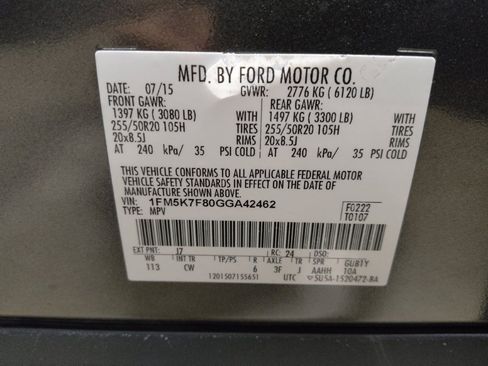 MFD. BY FORD MOTOR CO.
DATE: 07/15 GVWR: 2776 KG ( 6120 LB)
FRONT GAWR: REAR GAWR:
1397 KG ( 3080 LB) WITH 1497 KG ( 3300 LB) WITH
255/50R20 105H TIRES 255/50R20 105H TIRES
20x8.5J RIMS 20x8.5J RIMS
AT 240 kPa/ 35 PSI COLD AT 240 kPa/ 35 PSI COLD
THIS VEHICLE CONFORMS TO ALL APPLICABLE FEDERAL MOTOR
VEHICLE SAFETY STANDARDS IN EFFECT ON THE DATE OF
MANUFACTURE SHOWN ABOVE.
VIN: 1FM5K7F80GGA42462 F0222
TYPE: MPV T0107
EXT PNT: J7 RC: 24 DSO:
WB INT TR TP/PS R AXLE TR SPR GUB1Y
113 CW 6 3F J AAHH 10A
1201507155651 UTC 5U5A-1520472-BA